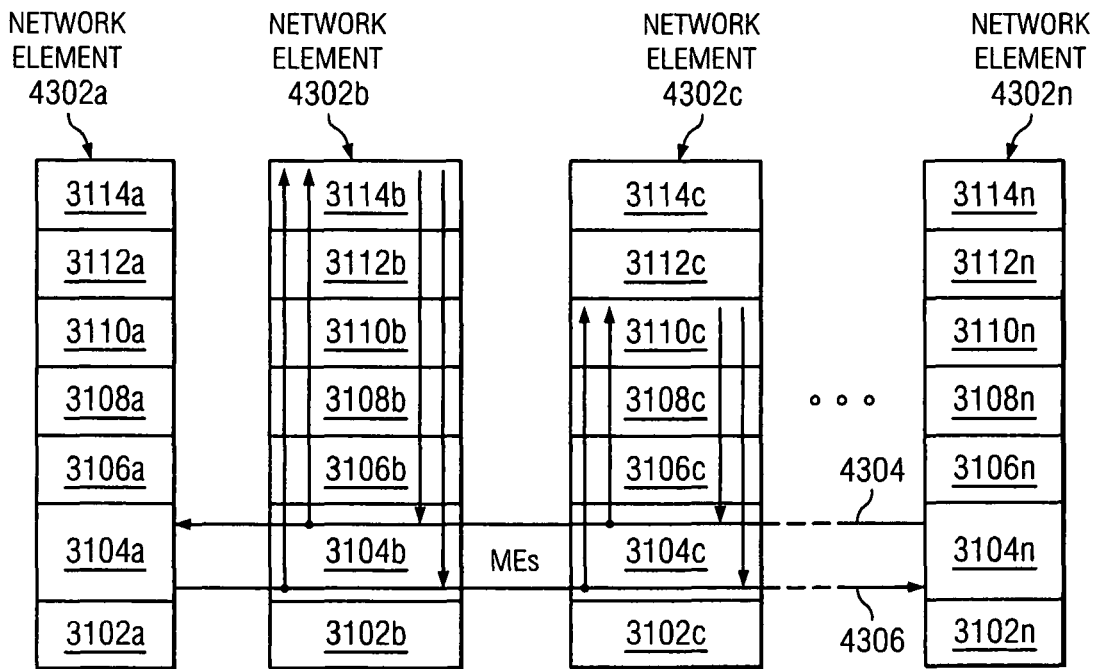 NETWORK
ELEMENT
4302a
NETWORK
ELEMENT
4302b
NETWORK
ELEMENT
4302c
NETWORK
ELEMENT
4302n
3114a
3114b
3114c
3114n
3112a
3112b
3112c
3112n
3110a
3110b
3110c
3110n
3108a
3108b
3108c
3108n
3106a
3106b
3106c
3106n
4304
3104a
3104b
MEs
3104c
3104n
4306
3102a
3102b
3102c
3102n